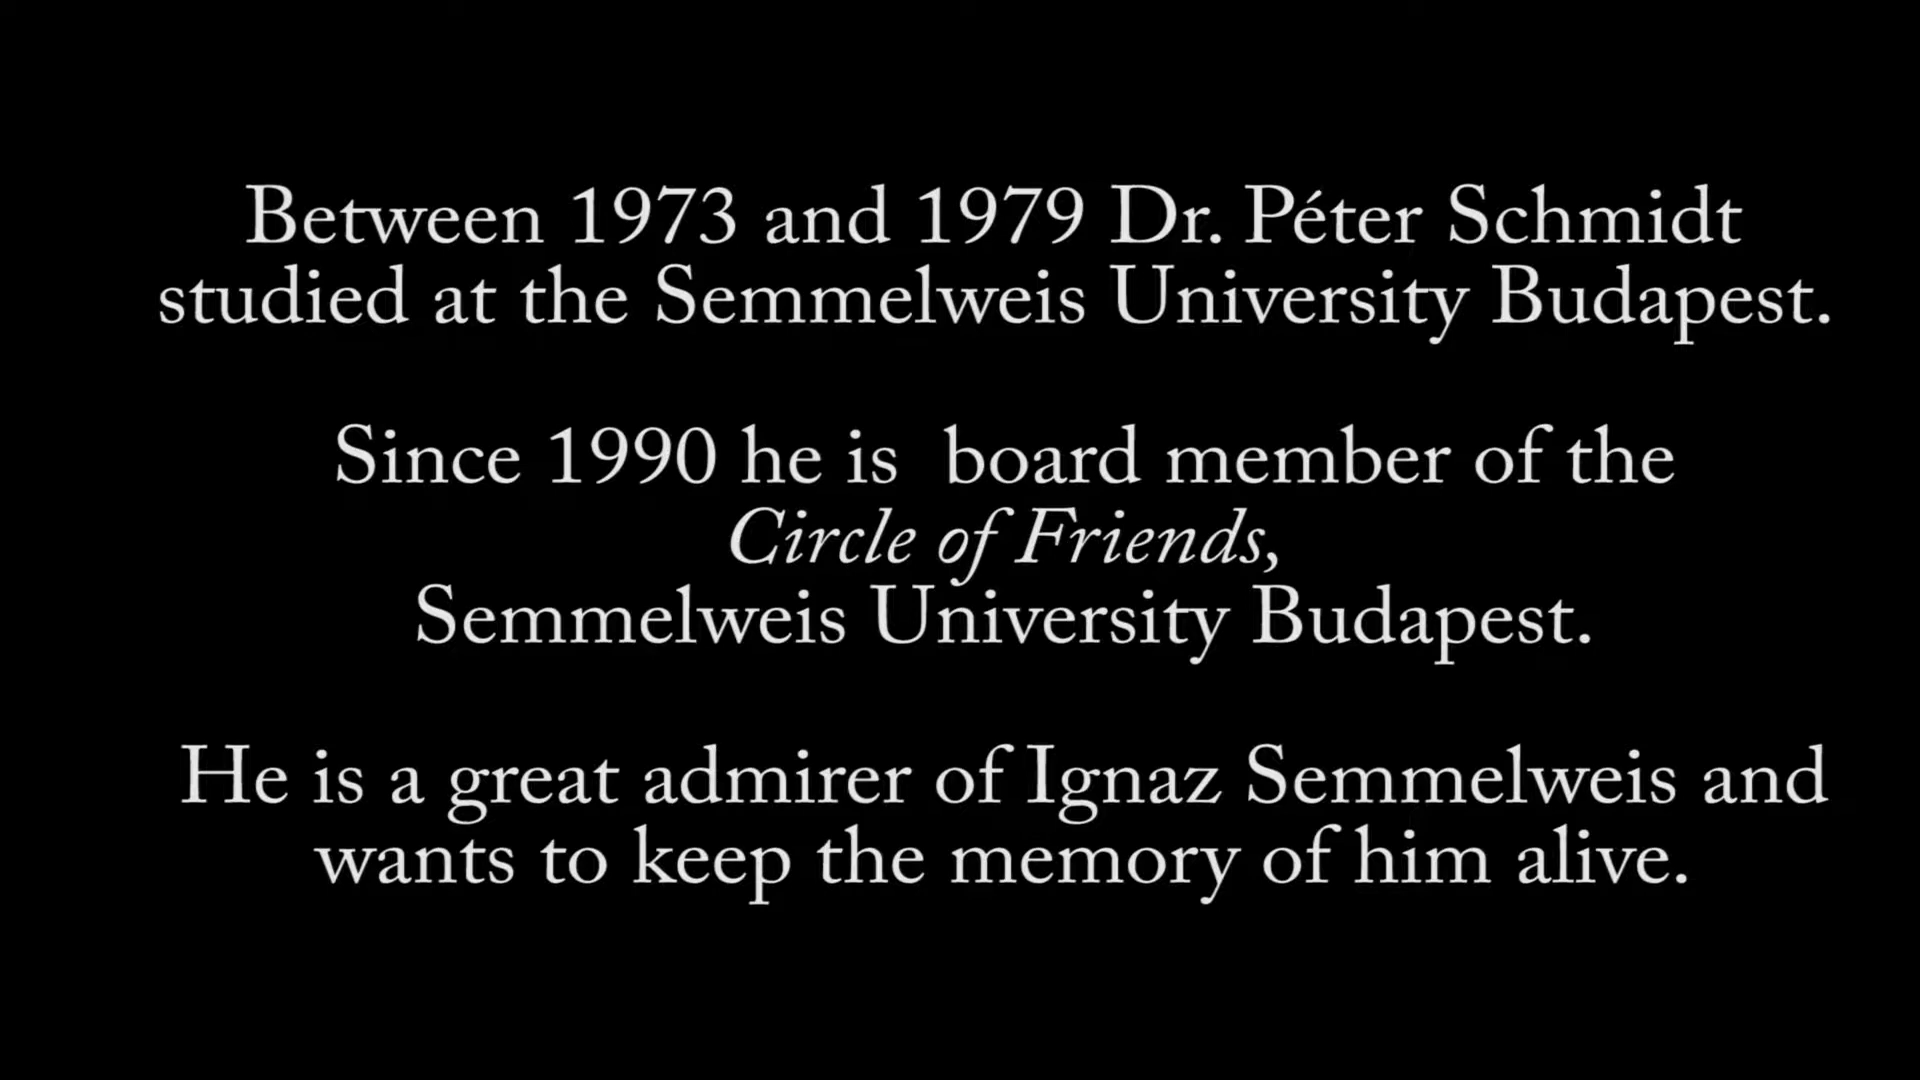 Between 1973 and 1979 Dr. Péter Schmidt
studied at the Semmelweis University Budapest.
Since 1990 he is  board member of the
Circle of Friends,
Semmelweis University Budapest.
He is a great admirer of Ignaz Semmelweis and
wants to keep the memory of him alive.